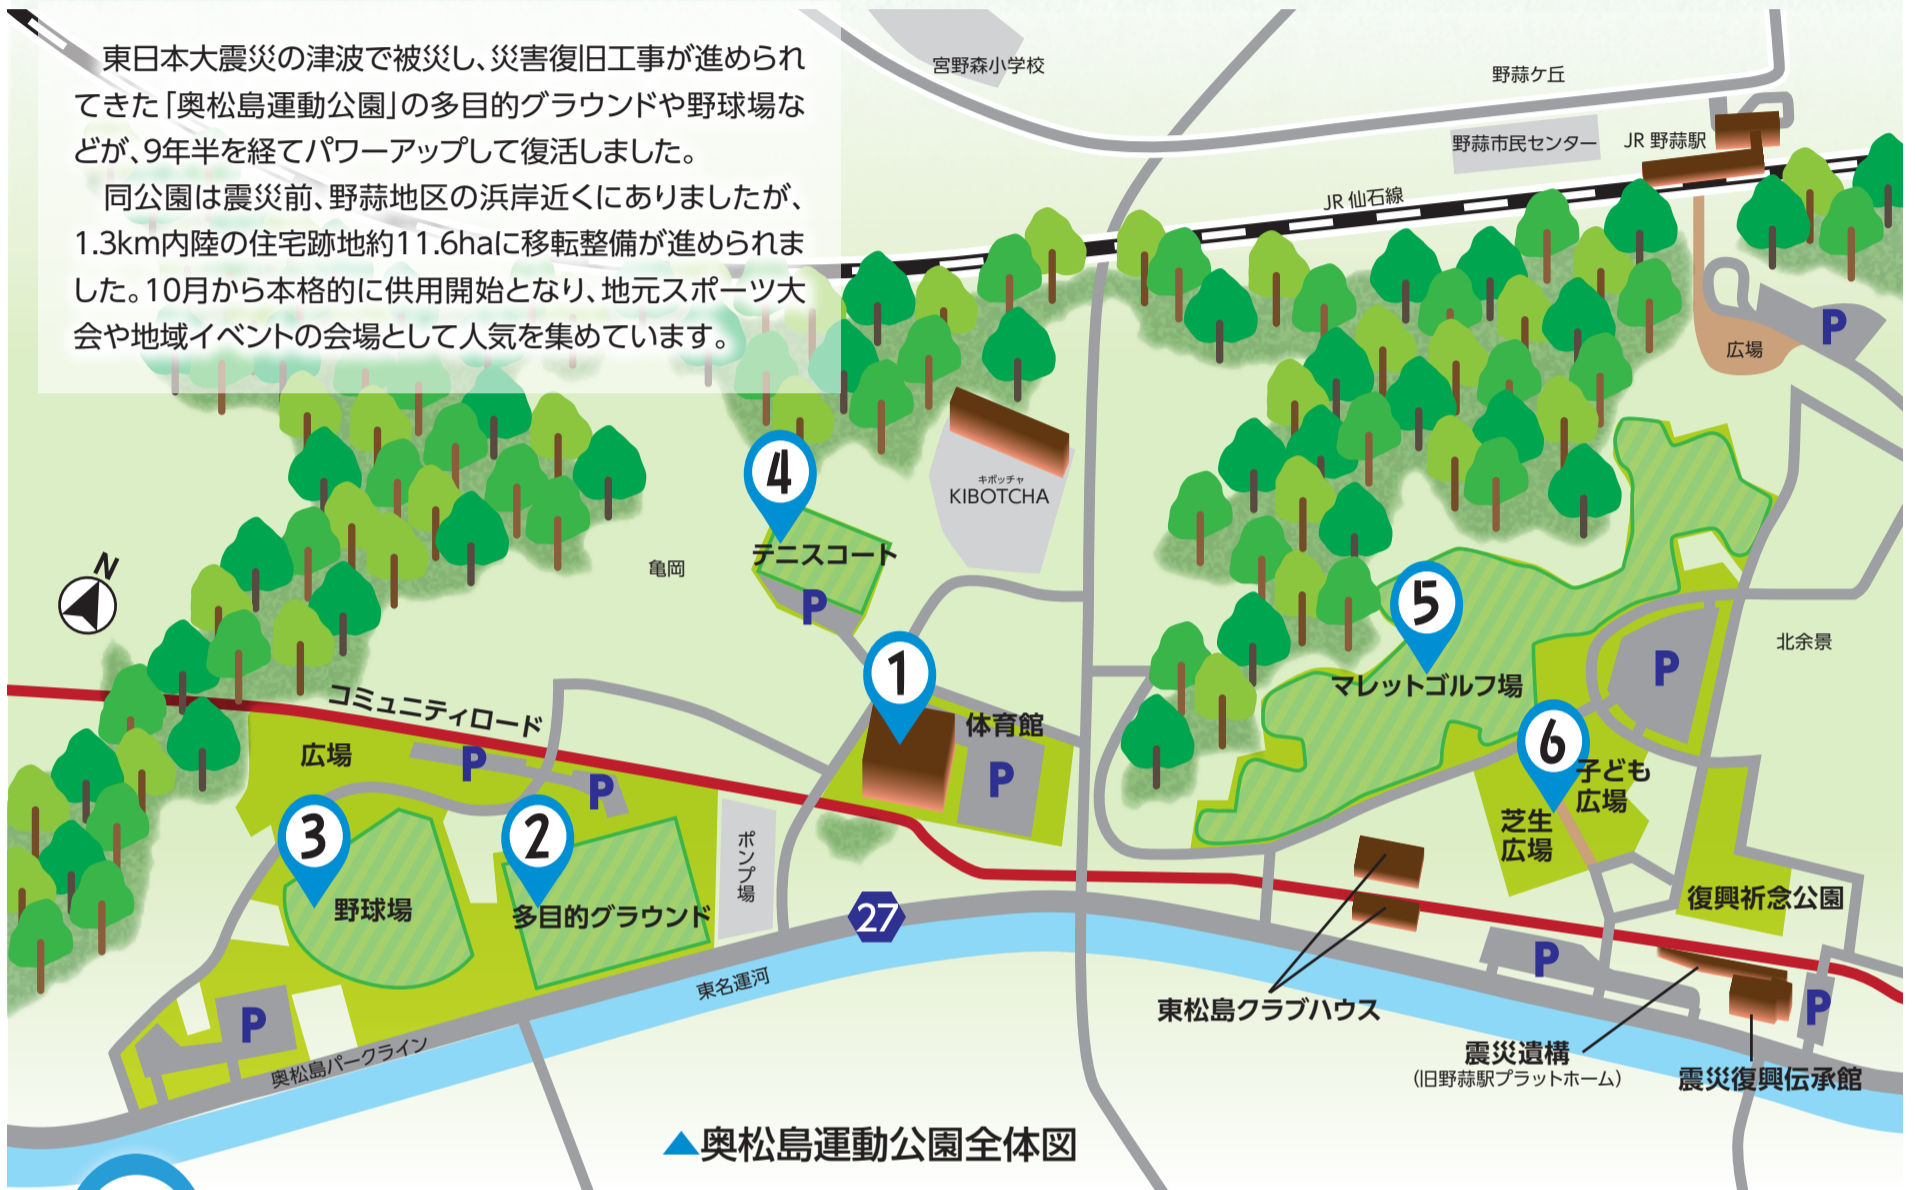 東日本大震災の津波で被災し、災害復旧工事が進められ
てきた「奥松島運動公園」の多目的グラウンドや野球場な
どが、9年半を経てパワーアップして復活しました。
同公園は震災前、野蒜地区の浜岸近くにありましたが、
1.3km内陸の住宅跡地約11.6haに移転整備が進められま
した。10月から本格的に供用開始となり、地元スポーツ大
会や地域イベントの会場として人気を集めています。
宮野森小学校
野蒜ケ丘
野蒜市民センター
JR 野蒜駅
JR 仙石線
広場
P
キボッチャ
KIBOTCHA
4
テニスコート
P
亀岡
N
5
マレットゴルフ場
P
北余景
1
体育館
P
コミュニティロード
広場
P
P
6
子ども
広場
芝生
広場
3
野球場
2
多目的グラウンド
ポンプ場
27
復興祈念公園
P
P
P
東名運河
奥松島パークライン
東松島クラブハウス
震災遺構
(旧野蒜駅プラットホーム)
震災復興伝承館
▲奥松島運動公園全体図